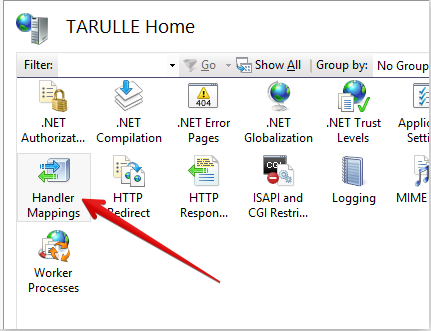 TARULLE Home
Filter:
Go
Show All
Group by:
No Group
.NET
Authorizat...
.NET
Compilation
404
.NET Error
Pages
.NET
Globalization
.NET Trust
Levels
Applic
Setti
Handler
Mappings
HTTP
Redirect
HTTP
Respon...
CGI
ISAPI and
CGI Restri...
Logging
MIME
Worker
Processes